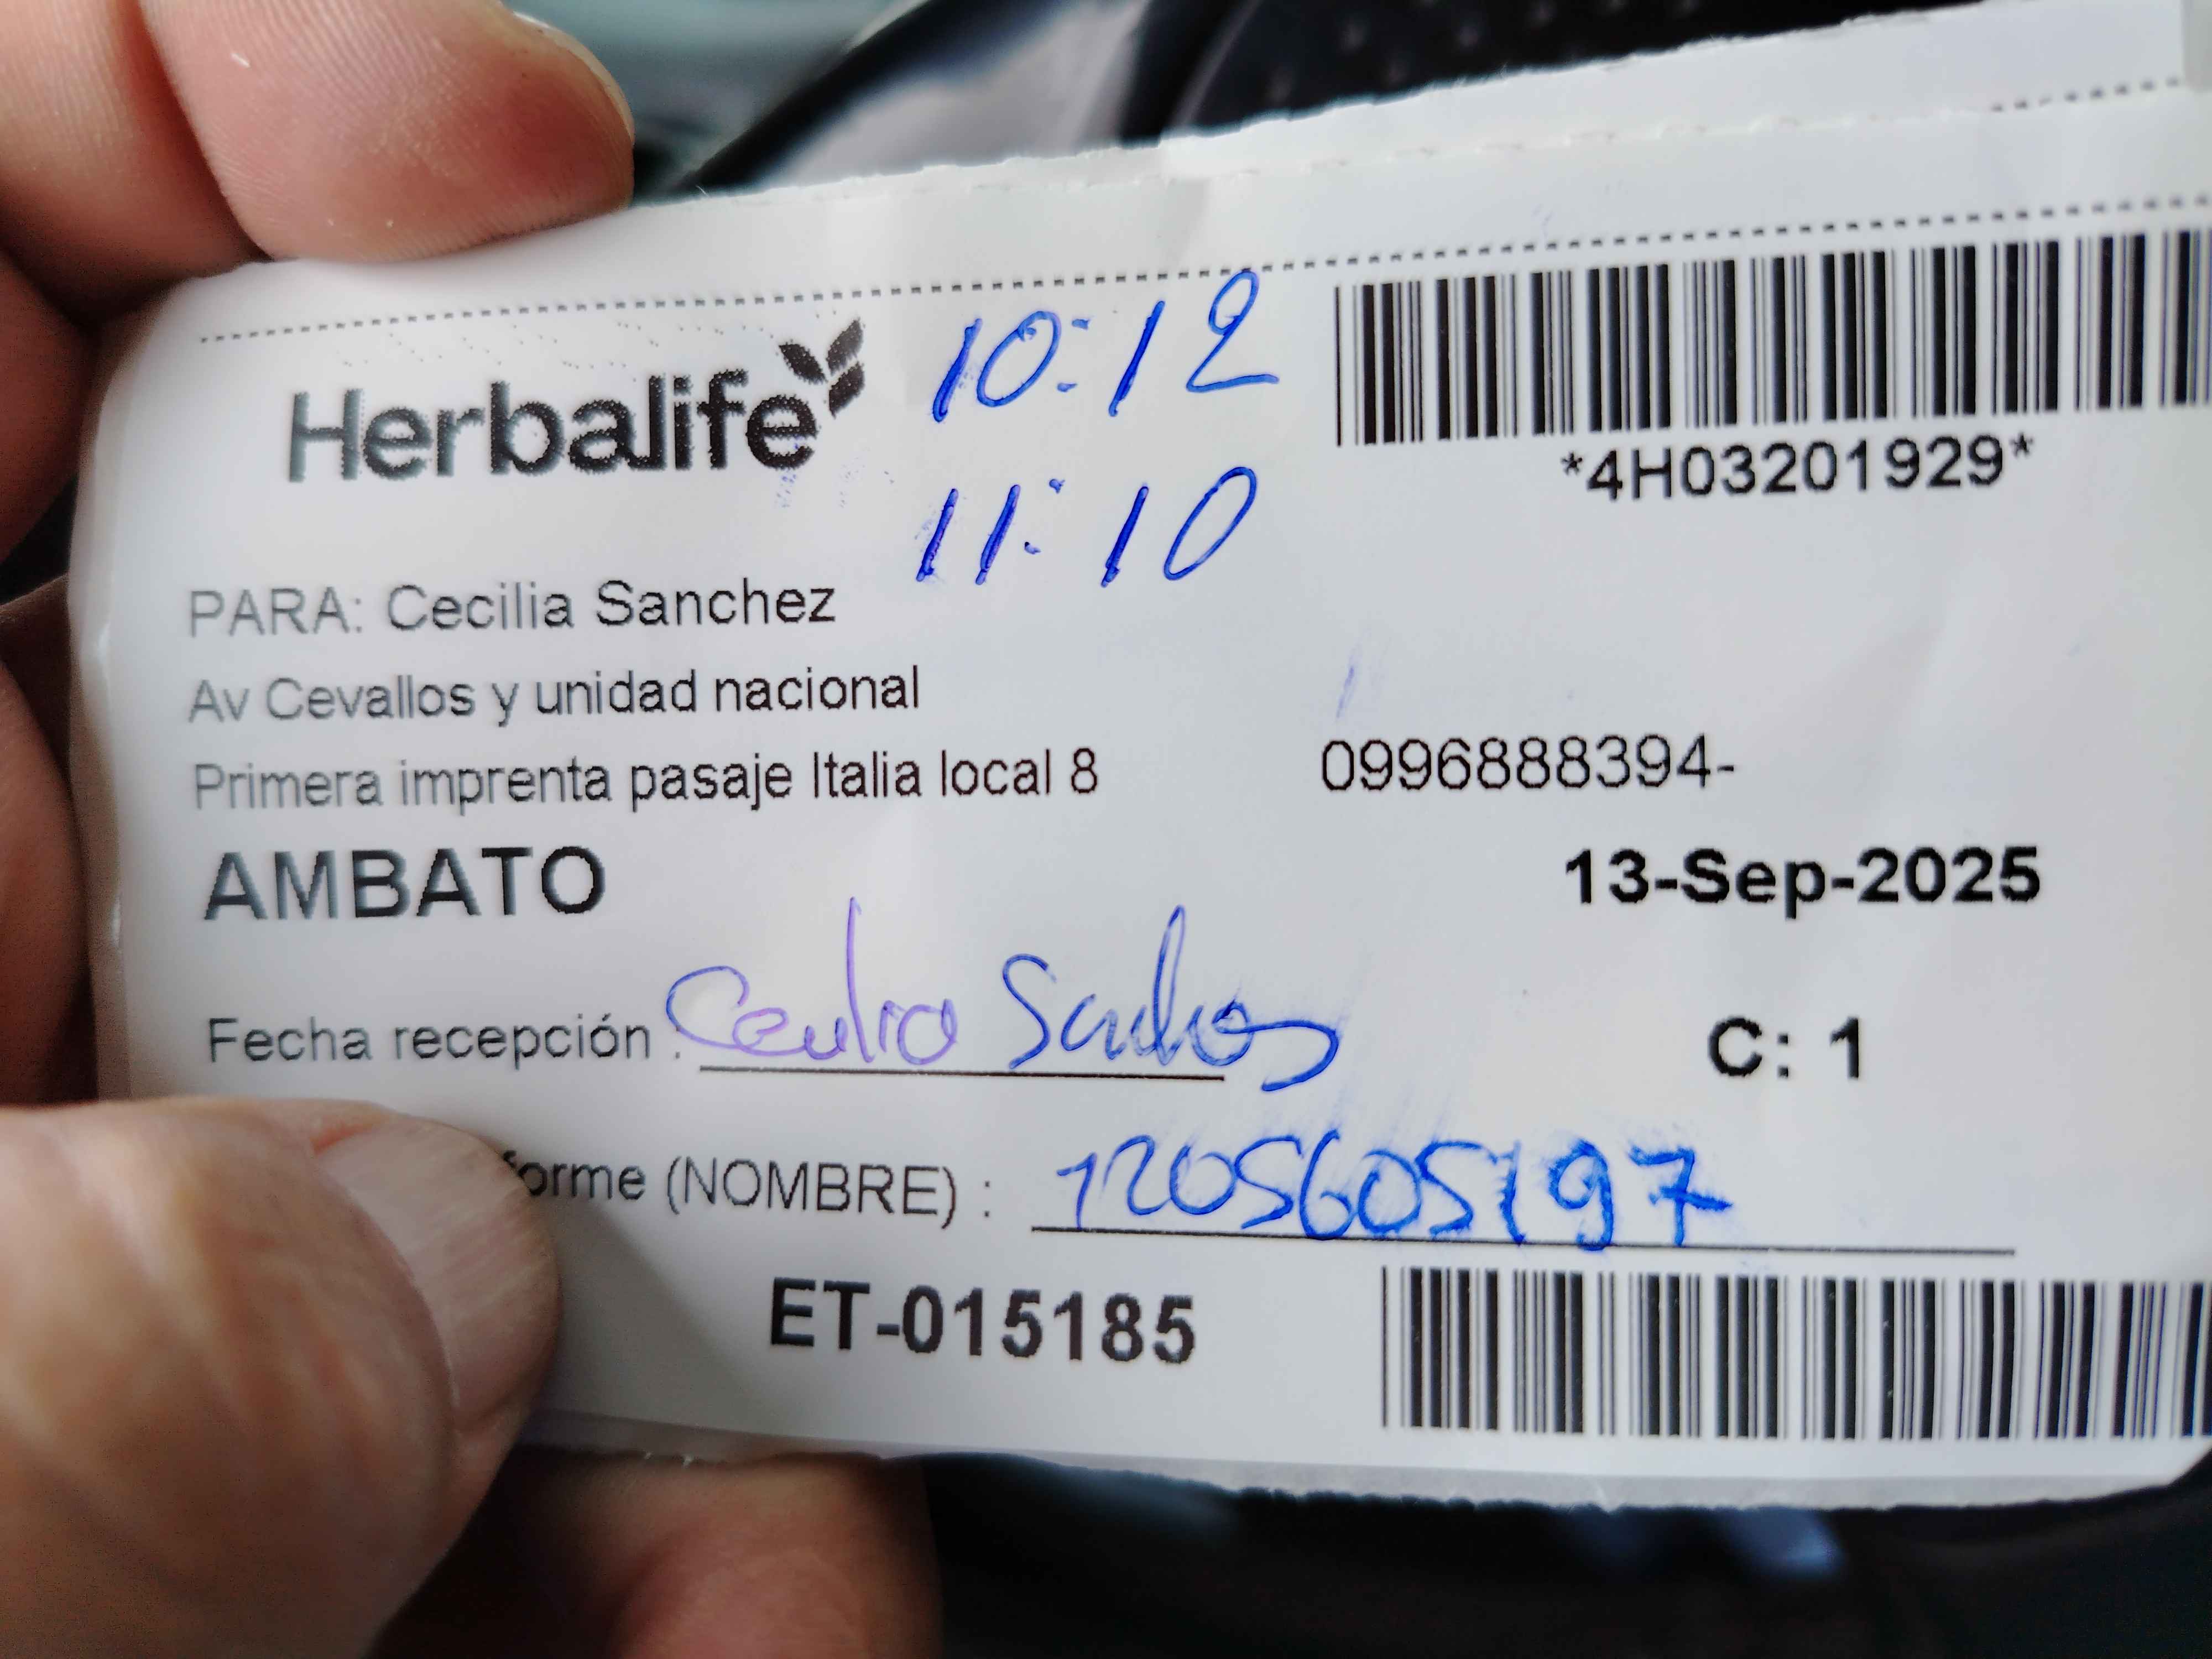 Herbalife
10:12
11:10
*4H03201929*
PARA: Cecilia Sanchez
Av Cevallos y unidad nacional
Primera imprenta pasaje Italia local 8
0996888394-
AMBATO
13-Sep-2025
Fecha recepción :
C: 1
forme (NOMBRE) : 1205605197
ET-015185